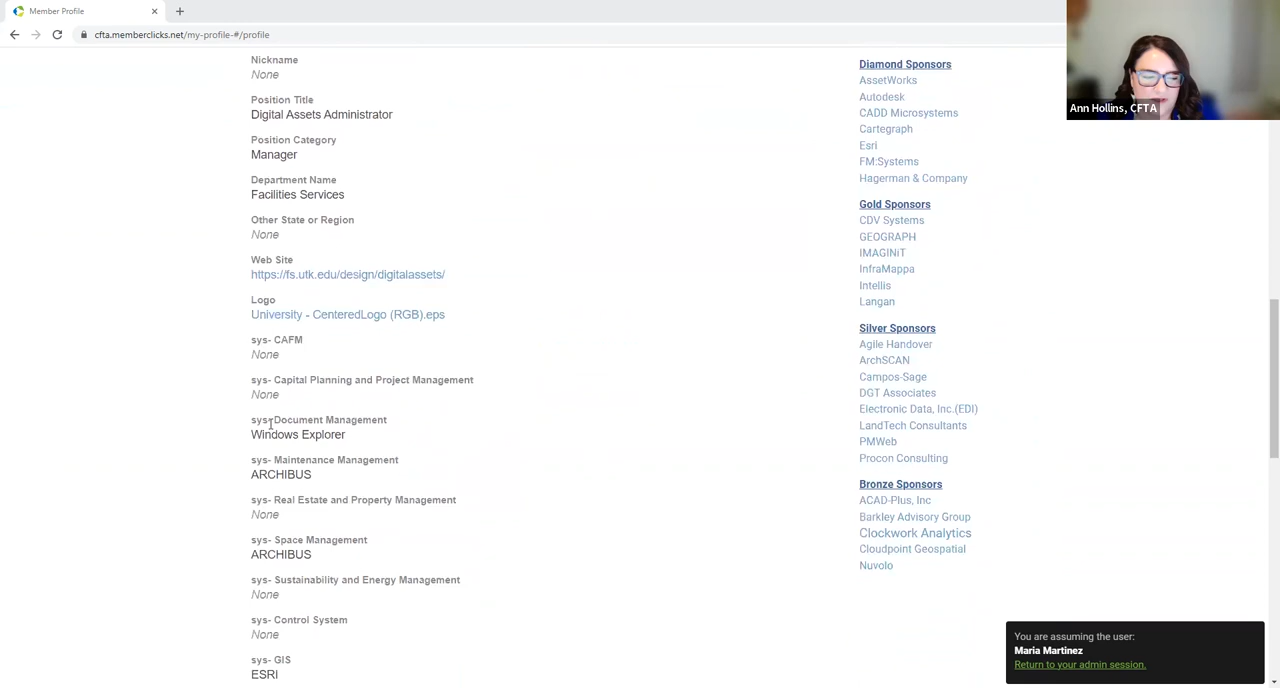 Member Profile
cfta.memberclicks.net/my-profile-#/profile
Nickname
None
Position Title
Digital Assets Administrator
Position Category
Manager
Department Name
Facilities Services
Other State or Region
None
Web Site
https://fs.utk.edu/design/digitalassets/
Logo
University - CenteredLogo (RGB).eps
sys- CAFM
None
sys- Capital Planning and Project Management
None
sys- Document Management
Windows Explorer
sys- Maintenance Management
ARCHIBUS
sys- Real Estate and Property Management
None
sys- Space Management
ARCHIBUS
sys- Sustainability and Energy Management
None
sys- Control System
None
sys- GIS
ESRI
Diamond Sponsors
AssetWorks
Autodesk
CADD Microsystems
Cartegraph
Esri
FM:Systems
Hagerman & Company
Gold Sponsors
CDV Systems
GEOGRAPH
IMAGINiT
InfraMappa
Intellis
Langan
Silver Sponsors
Agile Handover
ArchSCAN
Campos-Sage
DGT Associates
Electronic Data, Inc.(EDI)
LandTech Consultants
PMWeb
Procon Consulting
Bronze Sponsors
ACAD-Plus, Inc
Barkley Advisory Group
Clockwork Analytics
Cloudpoint Geospatial
Nuvolo
Ann Hollins, CFTA
You are assuming the user:
Maria Martinez
Return to your admin session.